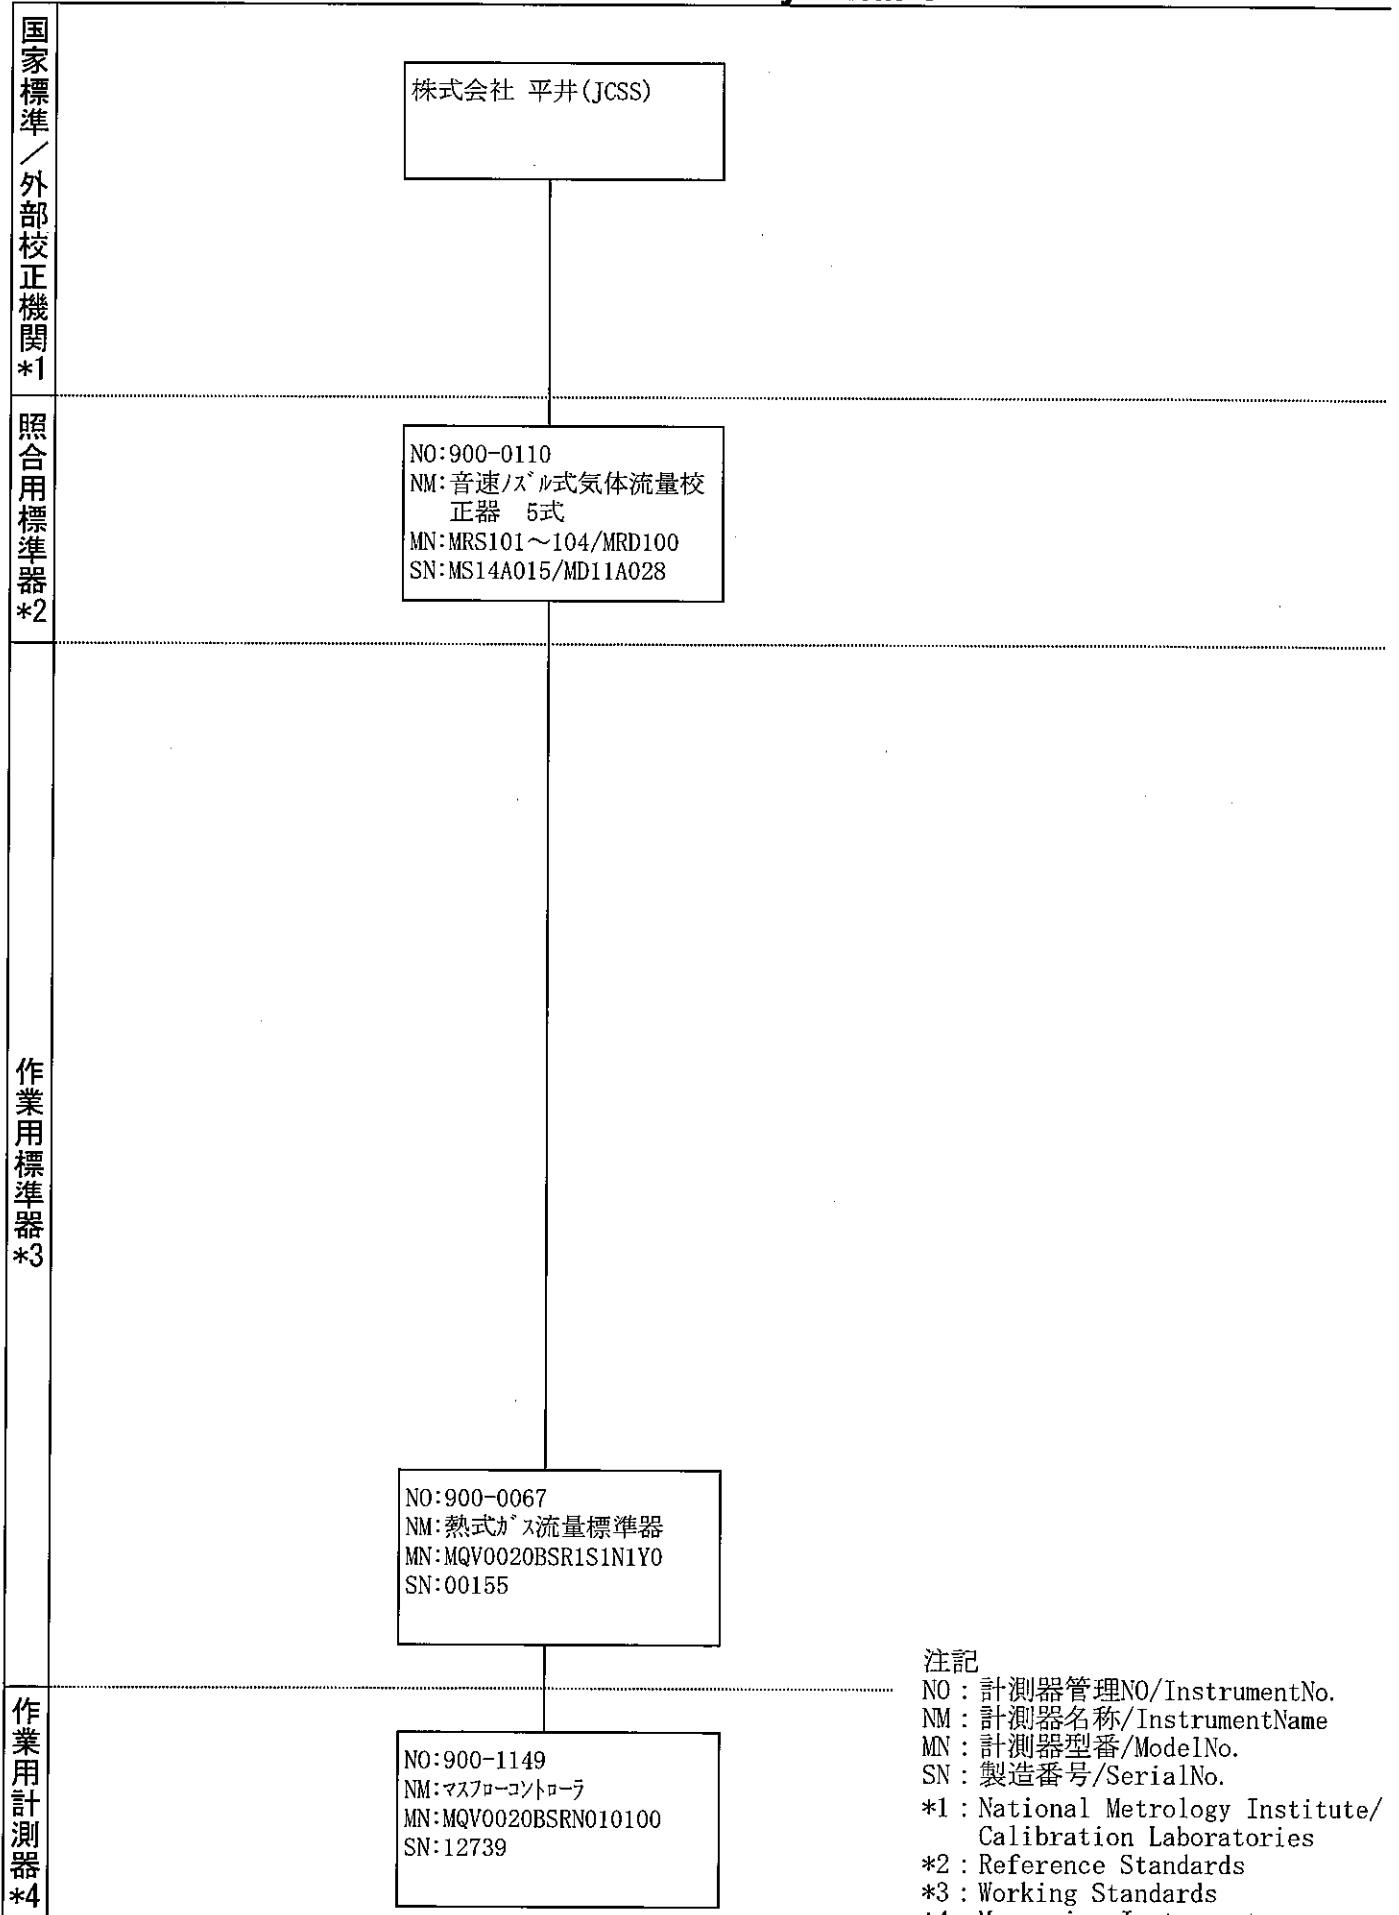 国家標準／外部校正機関*1
株式会社 平井(JCSS)
照合用標準器*2
NO:900-0110
NM:音速ﾉｽﾞﾙ式気体流量校
正器　5式
MN:MRS101～104/MRD100
SN:MS14A015/MD11A028
作業用標準器*3
NO:900-0067
NM:熱式ｶﾞｽ流量標準器
MN:MQV0020BSR1S1N1Y0
SN:00155
作業用計測器*4
NO:900-1149
NM:ﾏｽﾌﾛｰｺﾝﾄﾛｰﾗ
MN:MQV0020BSRN010100
SN:12739
注記
NO：計測器管理NO/InstrumentNo.
NM：計測器名称/InstrumentName
MN：計測器型番/ModelNo.
SN：製造番号/SerialNo.
*1：National Metrology Institute/
Calibration Laboratories
*2：Reference Standards
*3：Working Standards